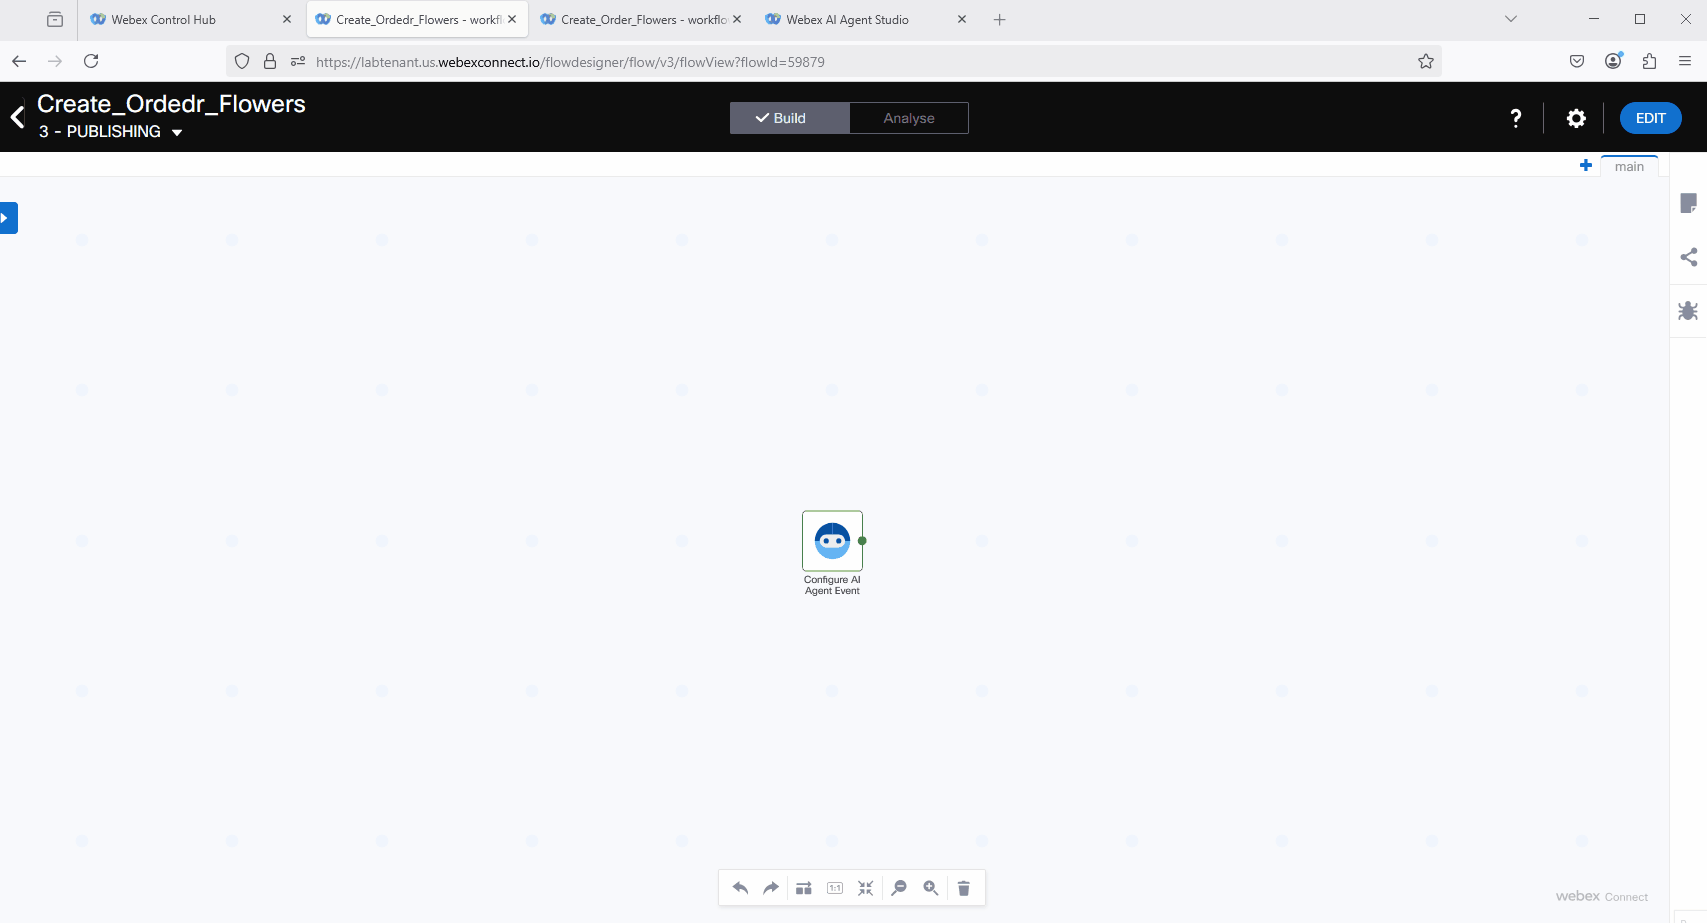 Webex Control Hub
Create_Ordedr_Flowers - workfl
Create_Order_Flowers - workflo
Webex AI Agent Studio
https://labtenant.us.webexconnect.io/flowdesigner/flow/v3/flowView?flowId=59879
Create_Ordedr_Flowers
3 - PUBLISHING
Build
Analyse
?
EDIT
main
Configure AI
Agent Event
1:1
webex Connect